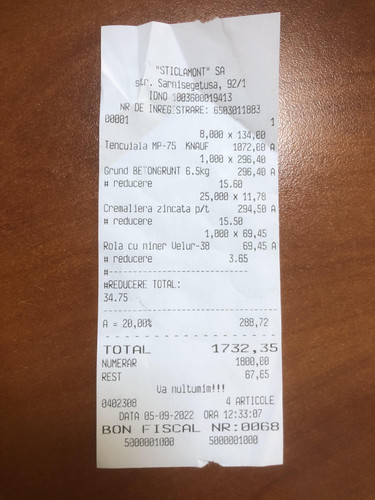 "STICLAMONT" SA
str. Sarmisegetusa, 92/1
IDNO 1003600019413
NR DE INREGISTRARE: 6503011803
00001 1
8,000 x 134,00
Tencuiala MP-75 KNAUF 1072,00 A
1,000 x 296,40
Grund BETONGRUNT 6.5kg 296,40 A
# reducere 15.60
25,000 x 11,78
Cremaliera zincata p/t 294,50 A
# reducere 15.50
1,000 x 69,45
Rola cu miner Velur-38 69,45 A
# reducere 3.65
#-----------------------
#REDUCERE TOTAL:
34.75
A = 20,00% 288,72
TOTAL 1732,35
NUMERAR 1800,00
REST 67,65
Va multumim!!!
0402308 4 ARTICOLE
DATA 05-09-2022 ORA 12:33:07
BON FISCAL NR:0068
5000001000 5000001000